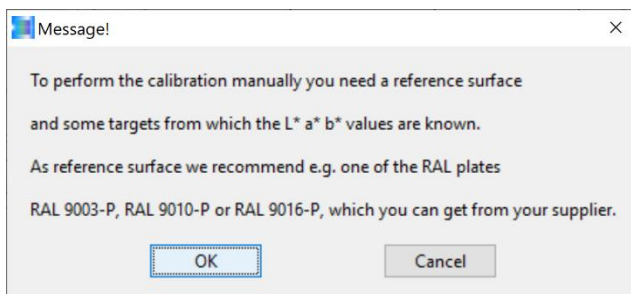 Message!
To perform the calibration manually you need a reference surface
and some targets from which the L* a* b* values are known.
As reference surface we recommend e.g. one of the RAL plates
RAL 9003-P, RAL 9010-P or RAL 9016-P, which you can get from your supplier.
OK Cancel